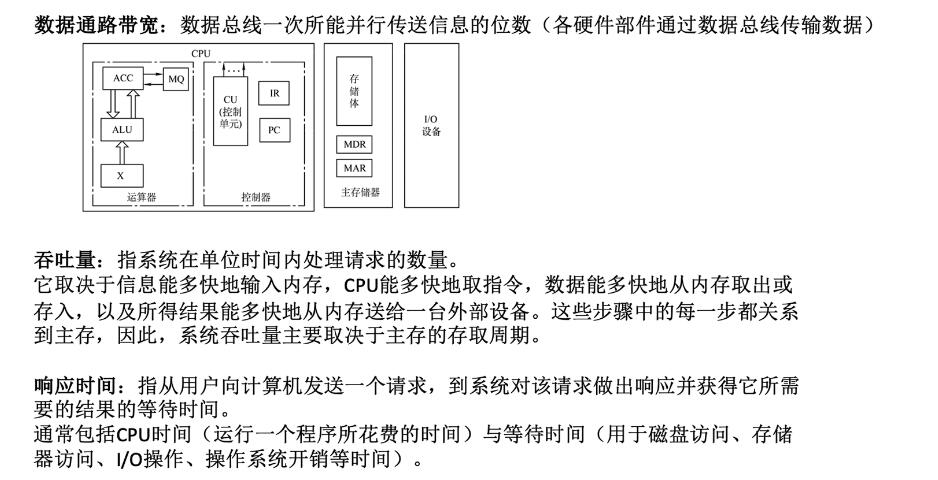 数据通路带宽：数据总线一次所能并行传送信息的位数（各硬件部件通过数据总线传输数据）
CPU
ACC
MQ
ALU
X
运算器
CU
(控制
单元)
IR
PC
控制器
存
储
体
MDR
MAR
主存储器
I/O
设备
吞吐量：指系统在单位时间内处理请求的数量。
它取决于信息能多快地输入内存，CPU能多快地取指令，数据能多快地从内存取出或
存入，以及所得结果能多快地从内存送给一台外部设备。这些步骤中的每一步都关系
到主存，因此，系统吞吐量主要取决于主存的存取周期。
响应时间：指从用户向计算机发送一个请求，到系统对该请求做出响应并获得它所需
要的结果的等待时间。
通常包括CPU时间（运行一个程序所花费的时间）与等待时间（用于磁盘访问、存储
器访问、I/O操作、操作系统开销等时间）。